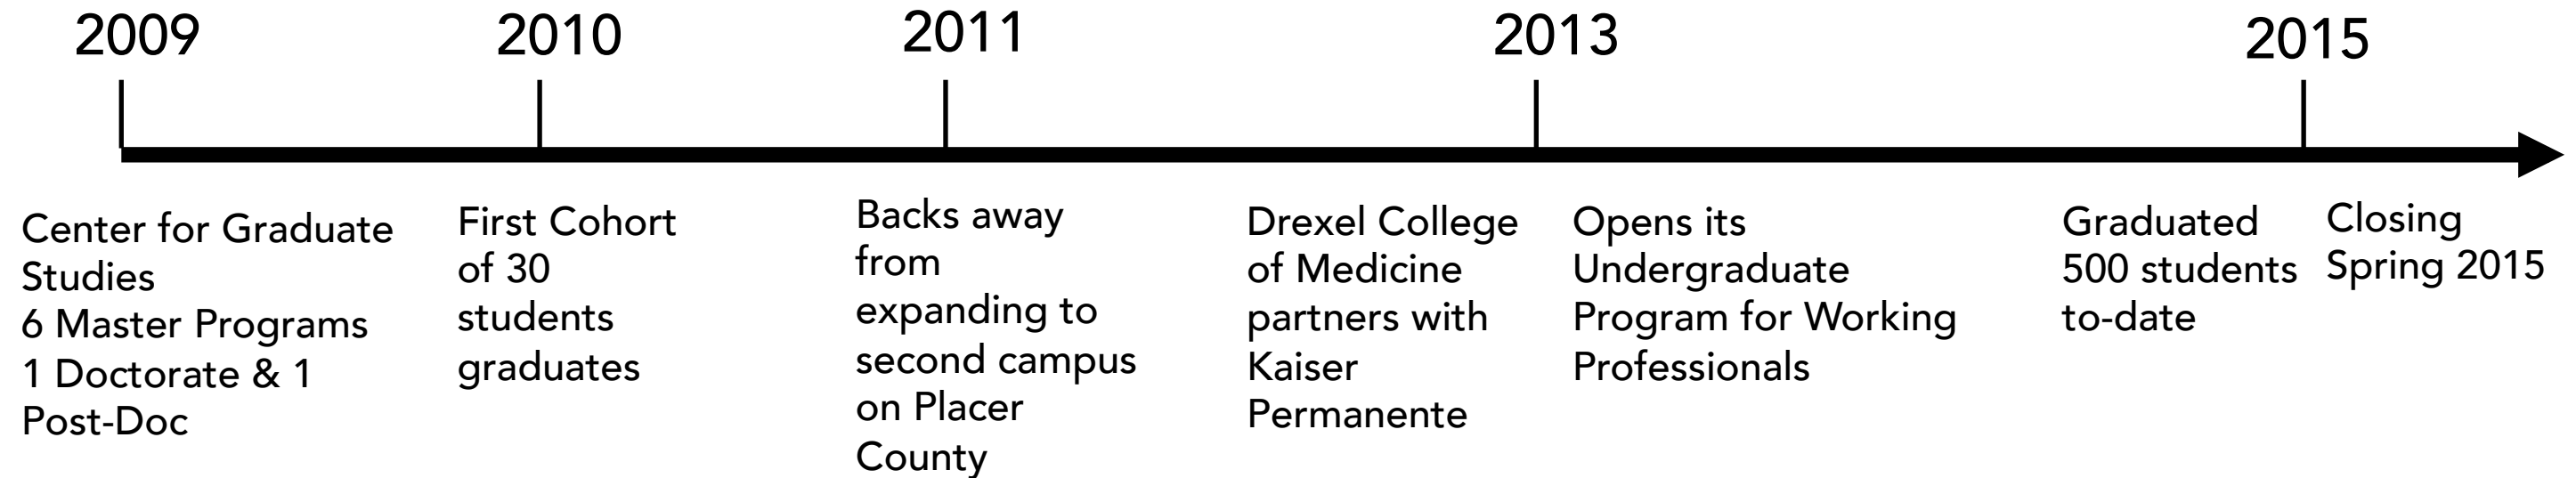 2009
2010
2011
2013
2015
Center for Graduate
Studies
6 Master Programs
1 Doctorate & 1
Post-Doc
First Cohort
of 30
students
graduates
Backs away
from
expanding to
second campus
on Placer
County
Drexel College
of Medicine
partners with
Kaiser
Permanente
Opens its
Undergraduate
Program for Working
Professionals
Graduated
500 students
to-date
Closing
Spring 2015